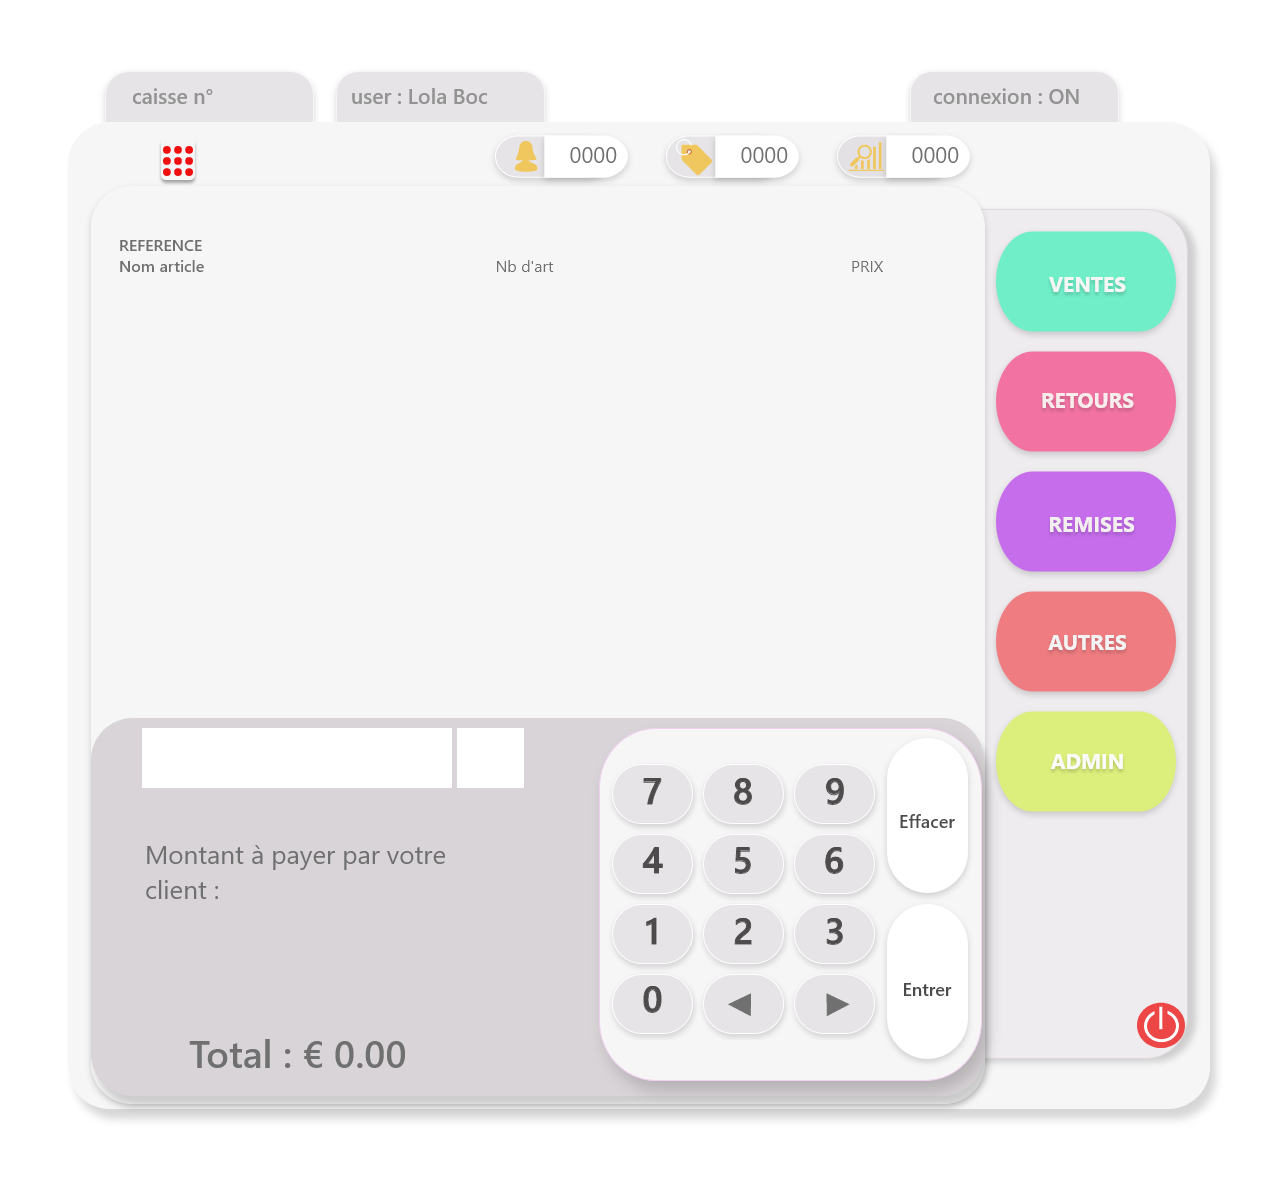 caisse n°
user : Lola Boc
connexion : ON
0000
0000
0000
REFERENCE
Nom article
Nb d'art
PRIX
VENTES
RETOURS
REMISES
AUTRES
ADMIN
7
8
9
Effacer
4
5
6
Montant à payer par votre
client :
1
2
3
Entrer
0
◀
▶
Total : € 0.00